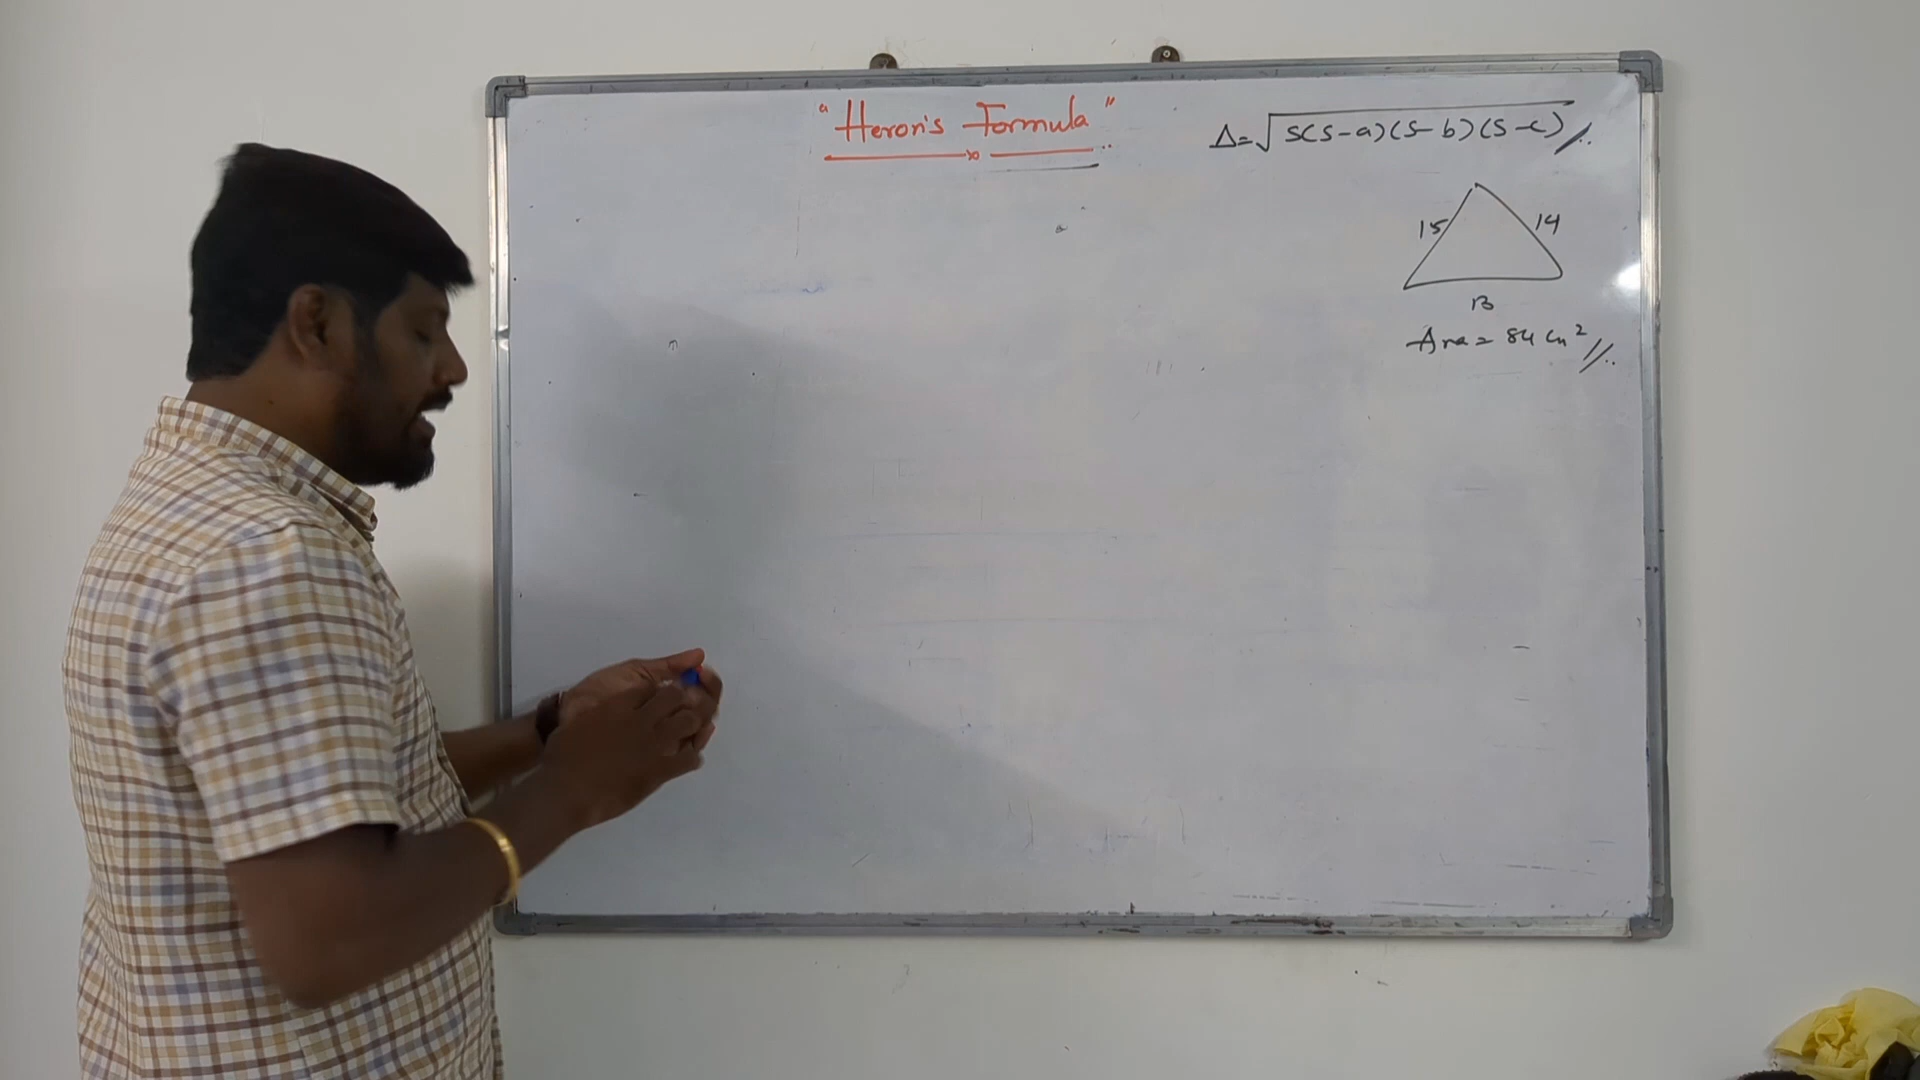 "Heron's Formula"
Δ=√S(S-a)(S-b)(S-c)
15
14
13
Area = 84 cm²